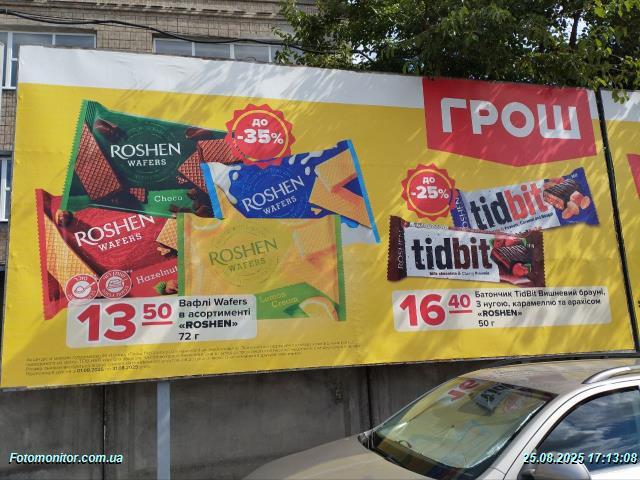 ГРОШ
ДО
-35%
ROSHEN
WAFERS
Choco
ROSHEN
WAFERS
ROSHEN
WAFERS
Hazelnut
ROSHEN
WAFERS
Lemon
Cream
ДО
-25%
ROSHEN
tidbit
ROSHEN
tidbit
13 50
Вафлі Wafers
в асортименті
«ROSHEN»
72 г
16 40
Батончик TidBit Вишневий брауні,
З нугою, карамеллю та арахісом
«ROSHEN»
50 г
Fotomonitor.com.ua
25.08.2025 17:13:08